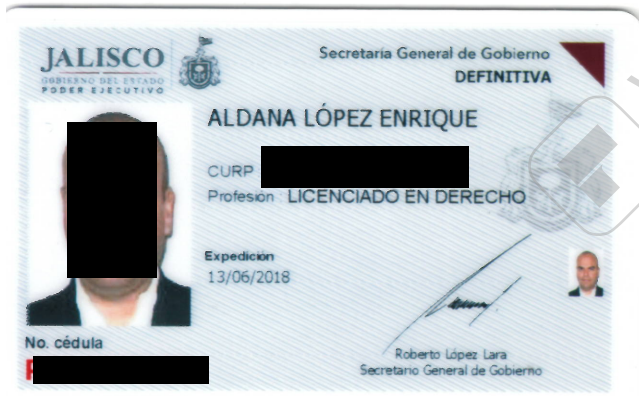 JALISCO
GOBIERNO DEL ESTADO
PODER EJECUTIVO
Secretaría General de Gobierno
DEFINITIVA
ALDANA LÓPEZ ENRIQUE
CURP
Profesión LICENCIADO EN DERECHO
Expedición
13/06/2018
No. cédula
Roberto López Lara
Secretario General de Gobierno